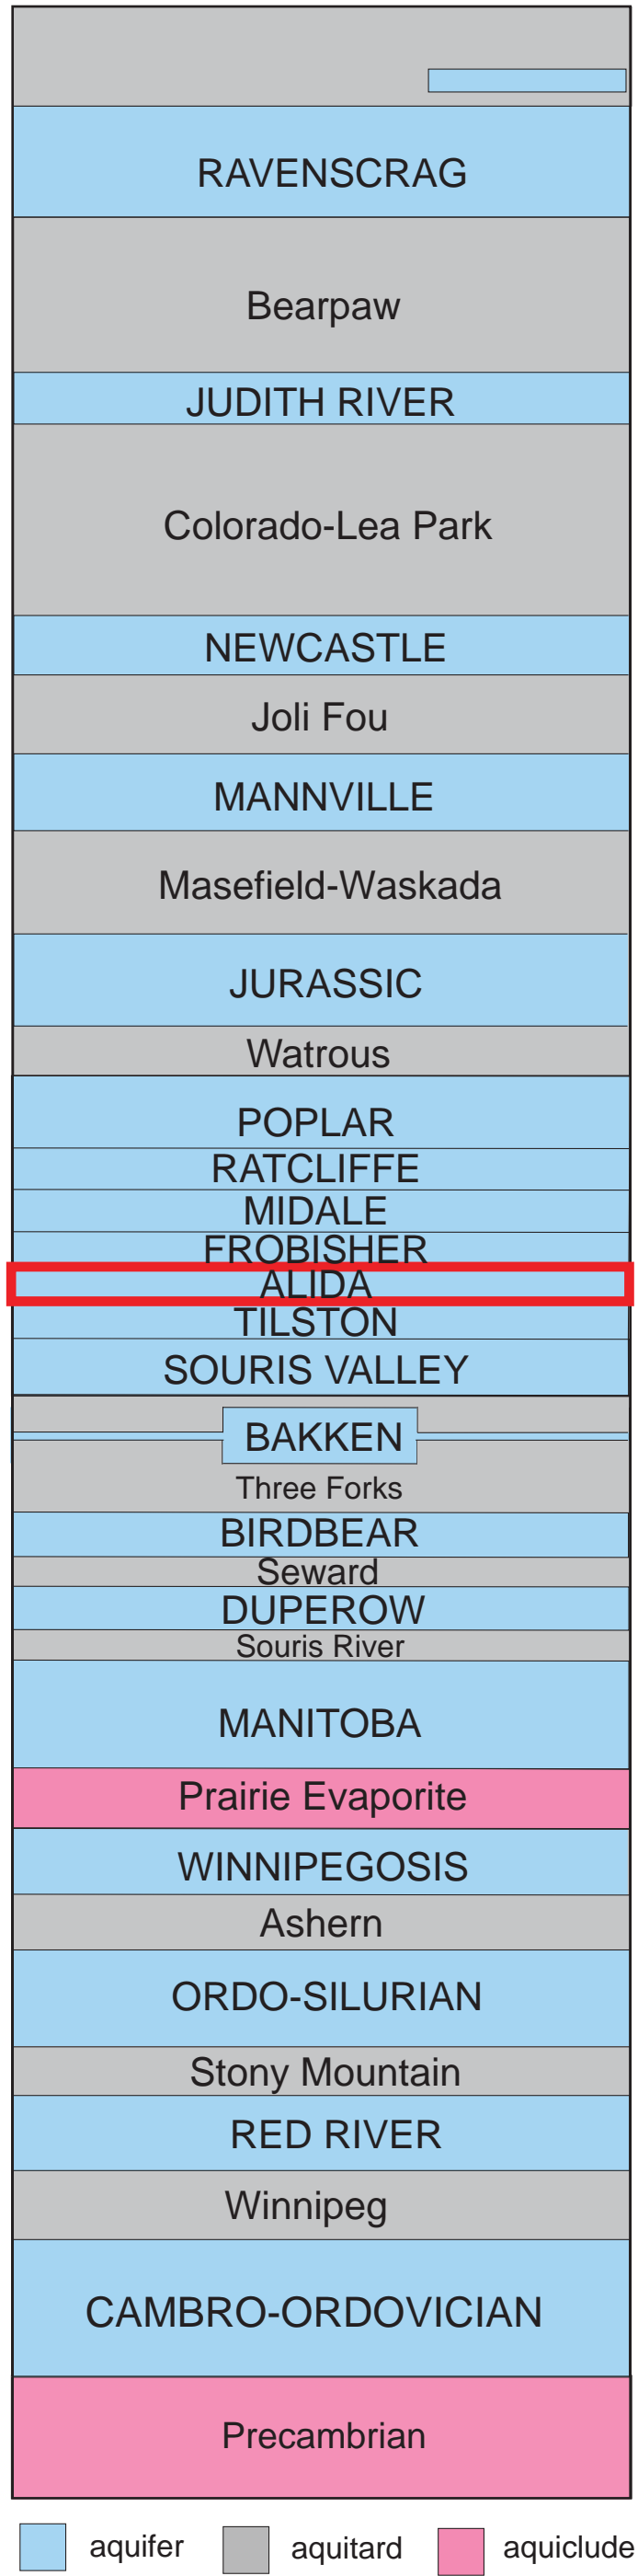 RAVENSCRAG
Bearpaw
JUDITH RIVER
Colorado-Lea Park
NEWCASTLE
Joli Fou
MANNVILLE
Masefield-Waskada
JURASSIC
Watrous
POPLAR
RATCLIFFE
MIDALE
FROBISHER
ALIDA
TILSTON
SOURIS VALLEY
BAKKEN
Three Forks
BIRDBEAR
Seward
DUPEROW
Souris River
MANITOBA
Prairie Evaporite
WINNIPEGOSIS
Ashern
ORDO-SILURIAN
Stony Mountain
RED RIVER
Winnipeg
CAMBRO-ORDOVICIAN
Precambrian
aquifer aquitard aquiclude